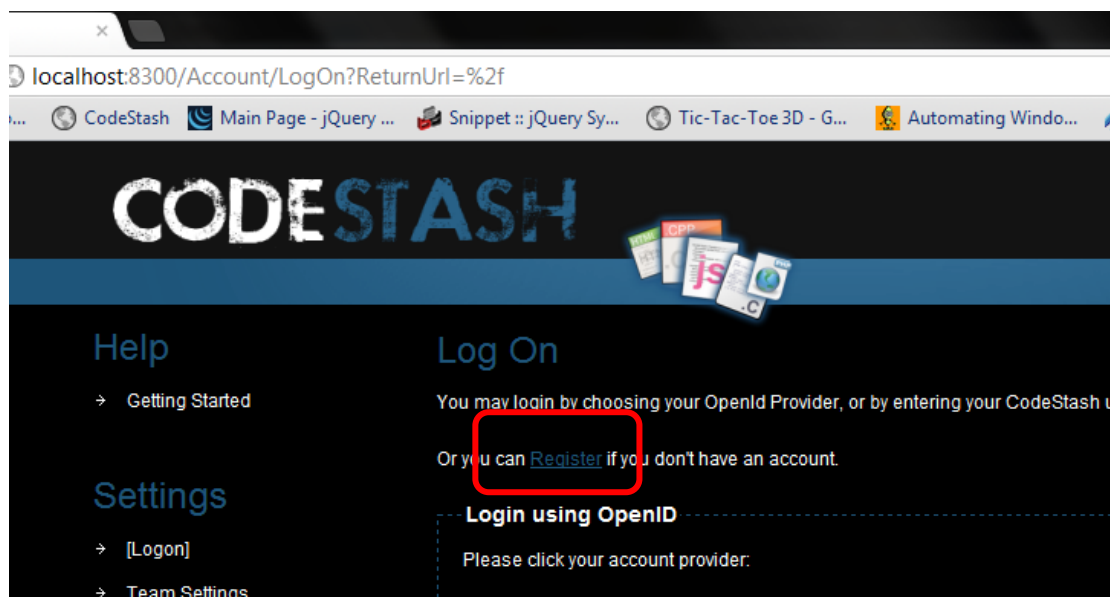 ×
localhost:8300/Account/LogOn?ReturnUrl=%2f
... CodeStash Main Page - jQuery ... Snippet :: jQuery Sy... Tic-Tac-Toe 3D - G... Automating Windo...
CODESTASH
HTML CPP
JS
.C
Help
→ Getting Started
Settings
→ [Logon]
→ Team Settings
Log On
You may login by choosing your OpenId Provider, or by entering your CodeStash
Or you can Register if you don't have an account.
Login using OpenID
Please click your account provider: